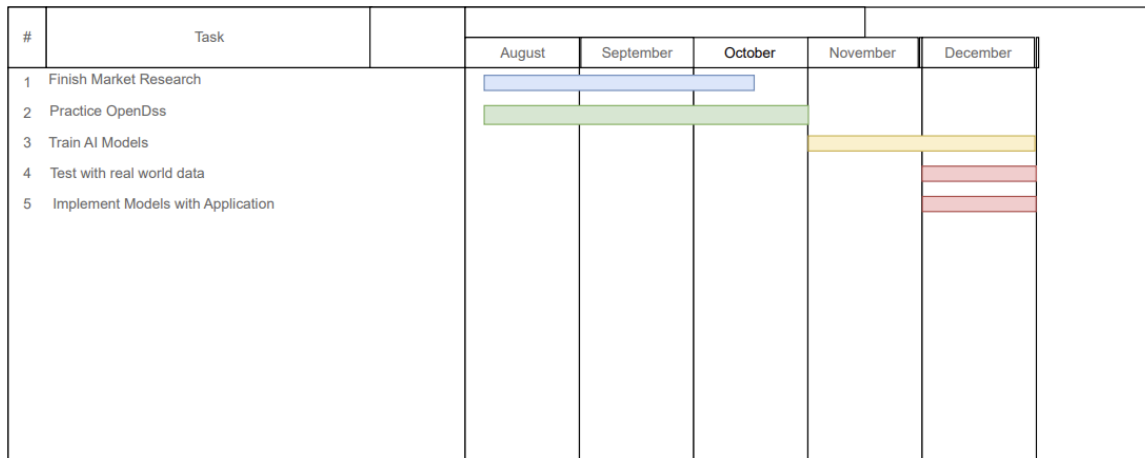 # Task
August September October November December
1 Finish Market Research
2 Practice OpenDss
3 Train AI Models
4 Test with real world data
5 Implement Models with Application